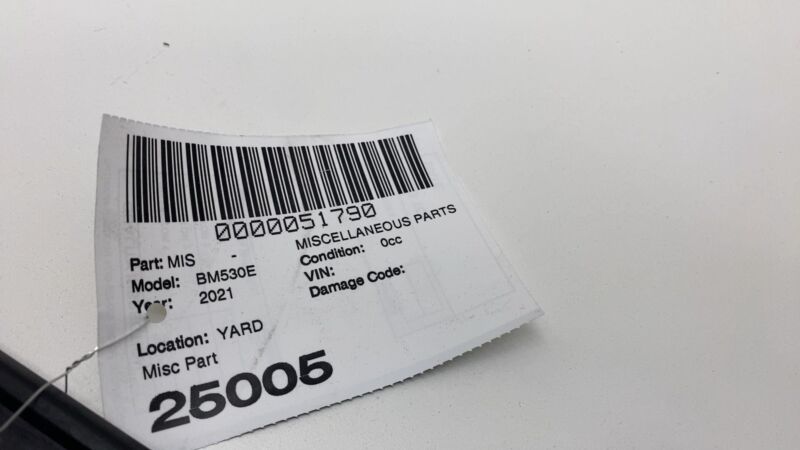 0000051790
Part: MIS - MISCELLANEOUS PARTS
Model: BM530E Condition: 0cc
Year: 2021 VIN:
Damage Code:
Location: YARD
Misc Part
25005